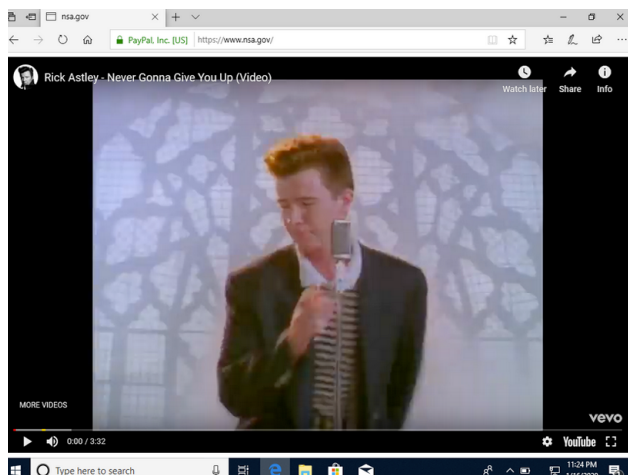 nsa.gov
PayPal, Inc. [US] https://www.nsa.gov/
Rick Astley - Never Gonna Give You Up (Video)
Watch later Share Info
MORE VIDEOS
vevo
0:00 / 3:32
YouTube
Type here to search
11:24 PM